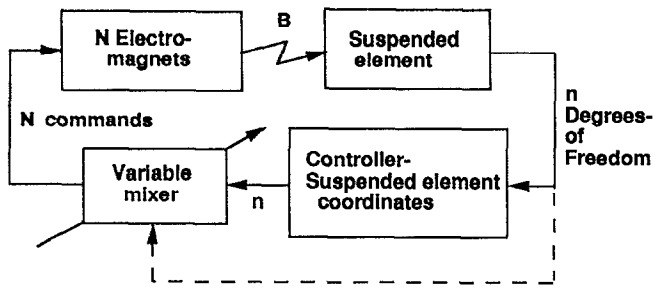 N Electro-
magnets
B
Suspended
element
n
Degrees-
of
Freedom
N commands
Variable
mixer
n
Controller-
Suspended element
coordinates